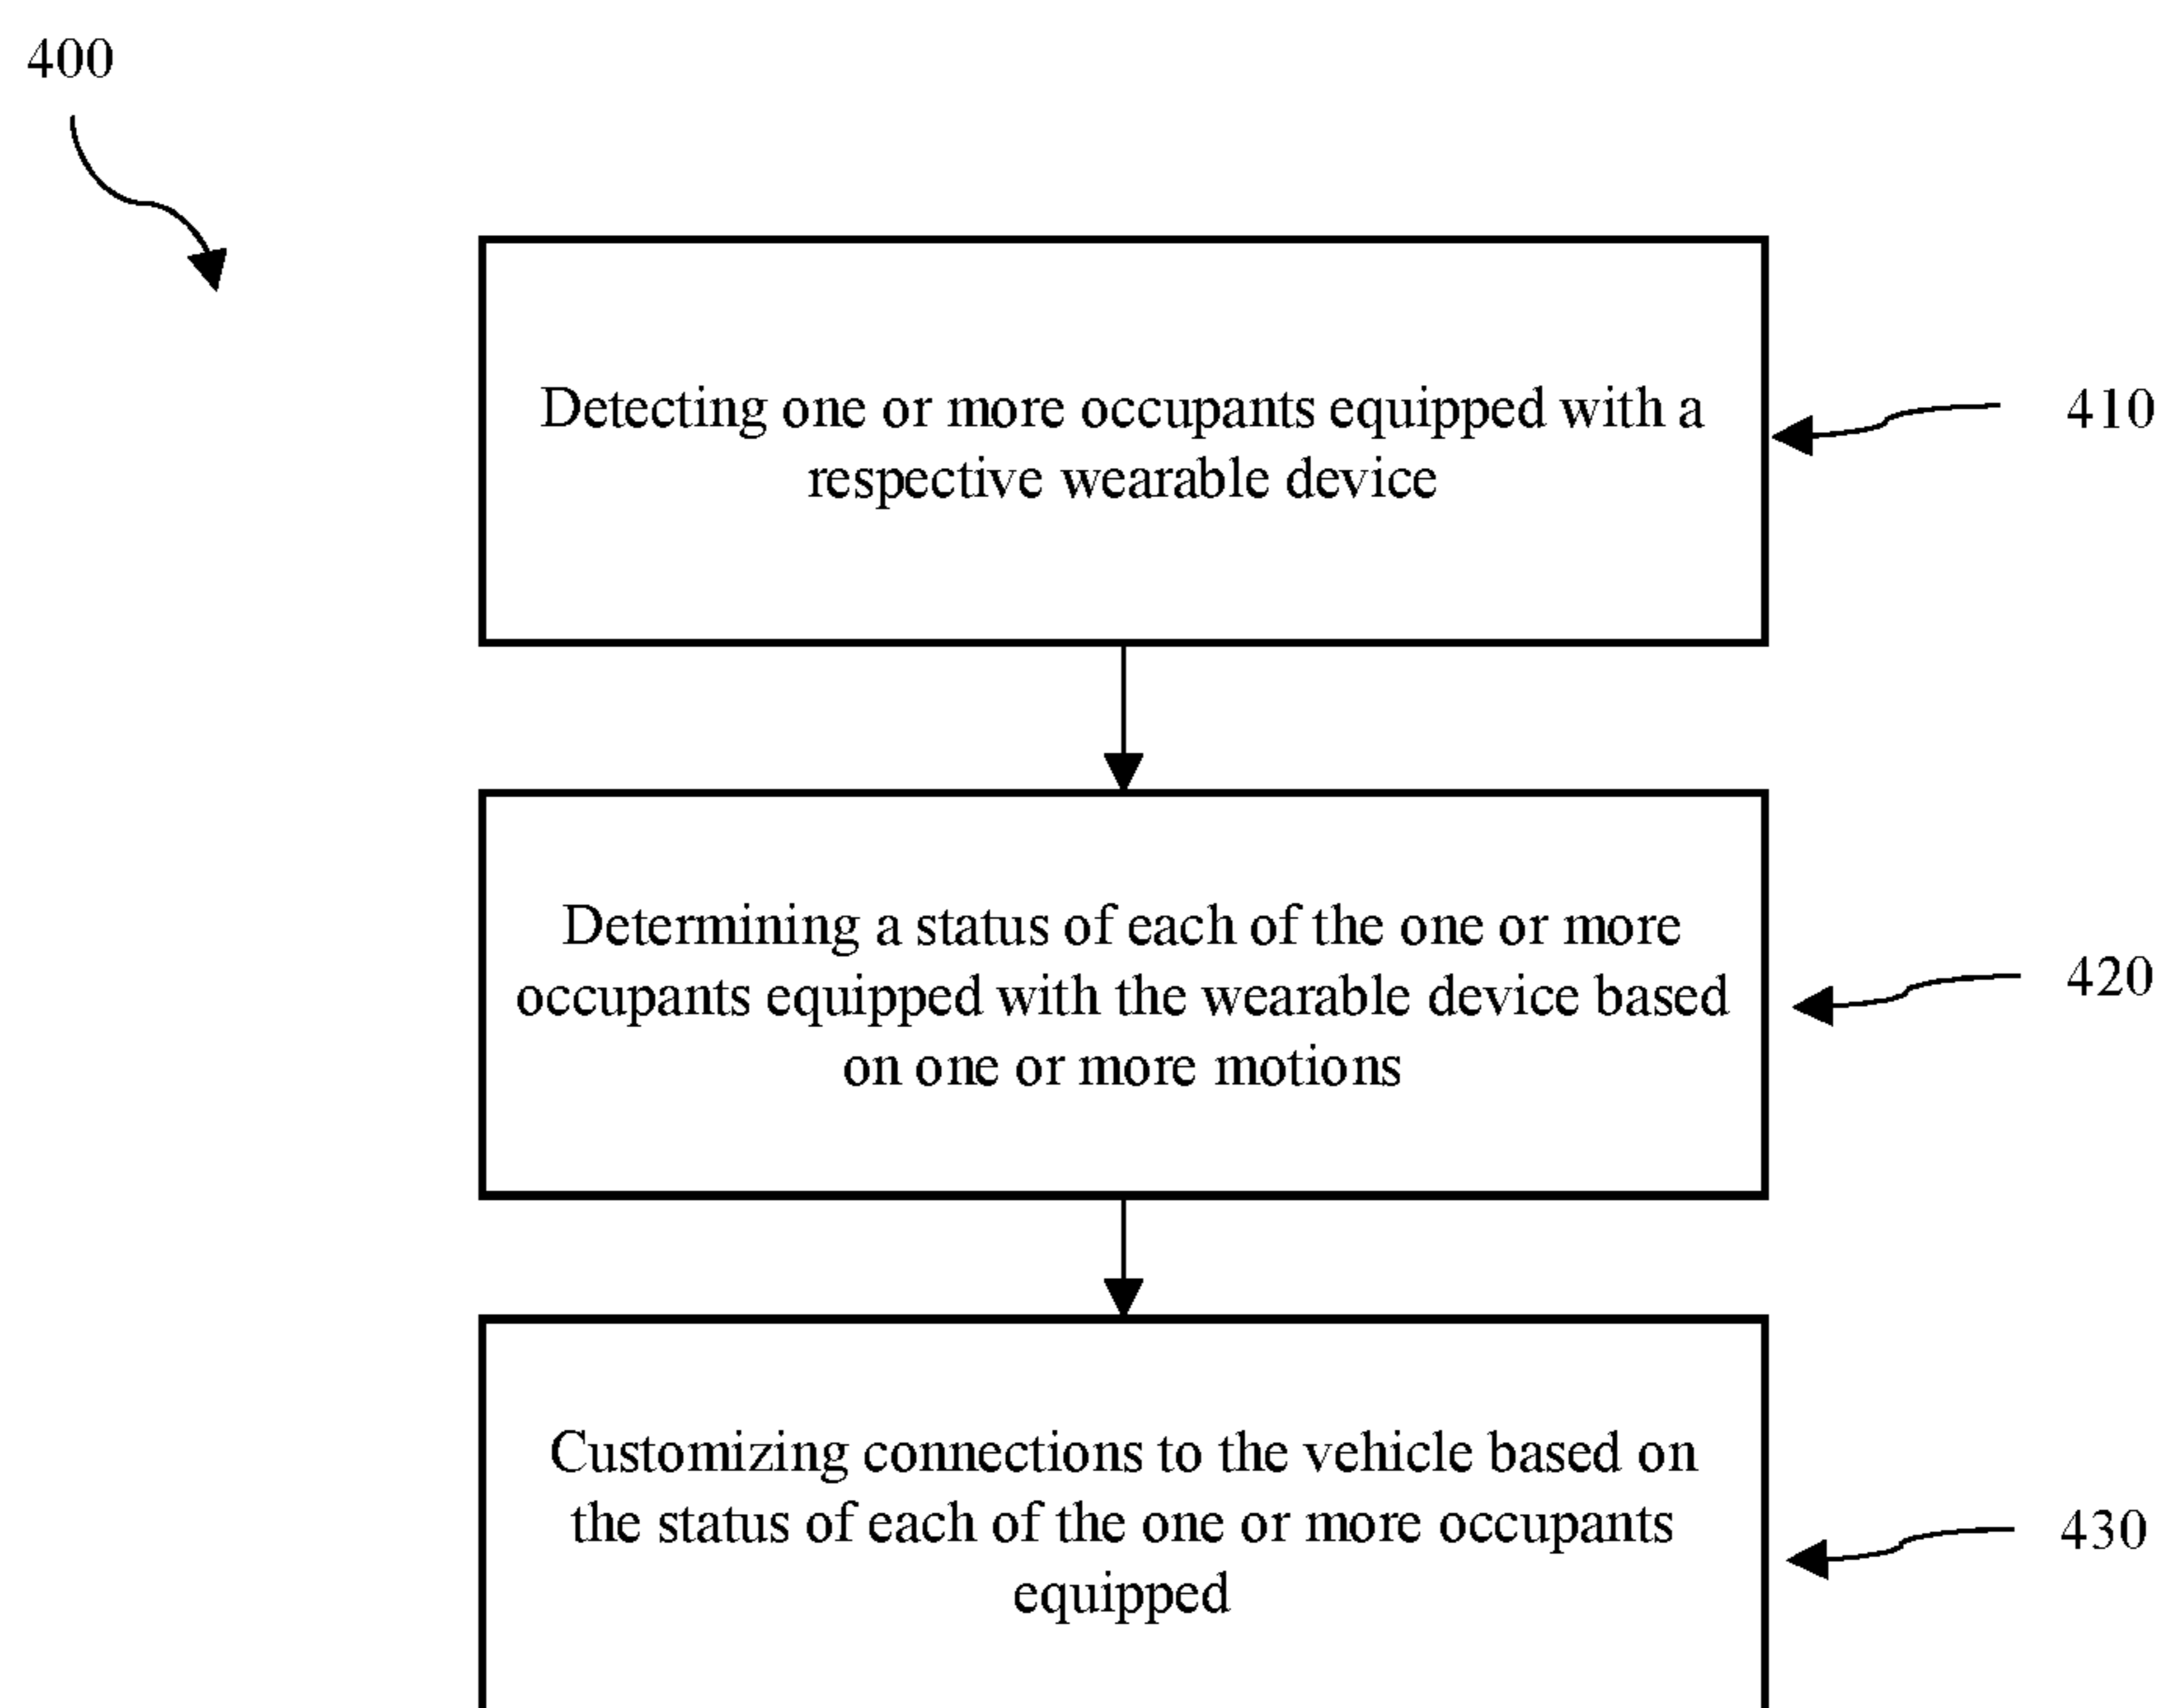 400
Detecting one or more occupants equipped with a
respective wearable device
410
Determining a status of each of the one or more
occupants equipped with the wearable device based
on one or more motions
420
Customizing connections to the vehicle based on
the status of each of the one or more occupants
equipped
430